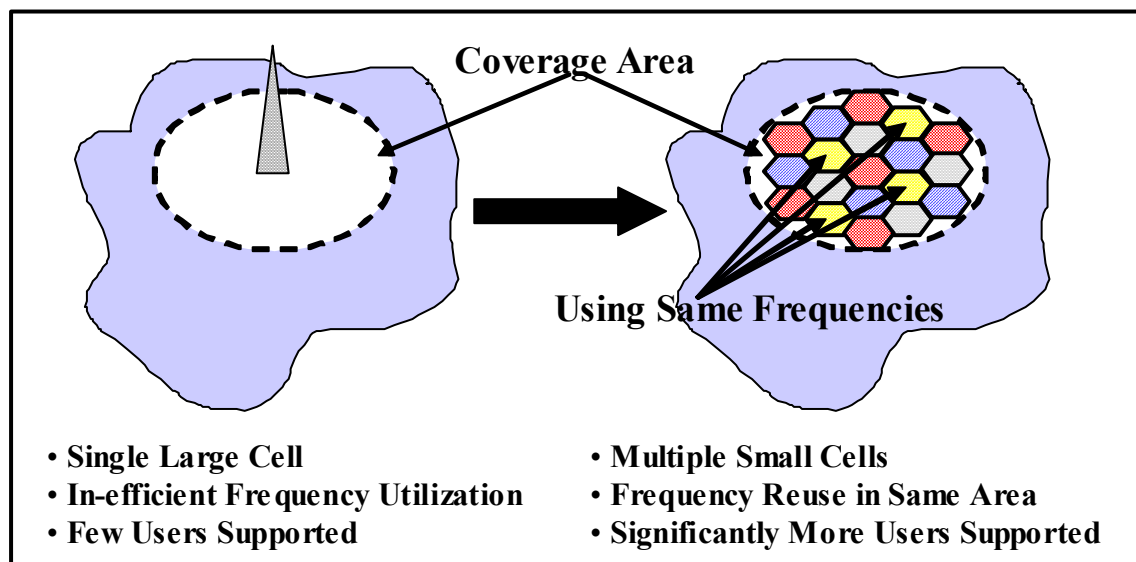 Coverage Area
Using Same Frequencies
• Single Large Cell
• In-efficient Frequency Utilization
• Few Users Supported
• Multiple Small Cells
• Frequency Reuse in Same Area
• Significantly More Users Supported